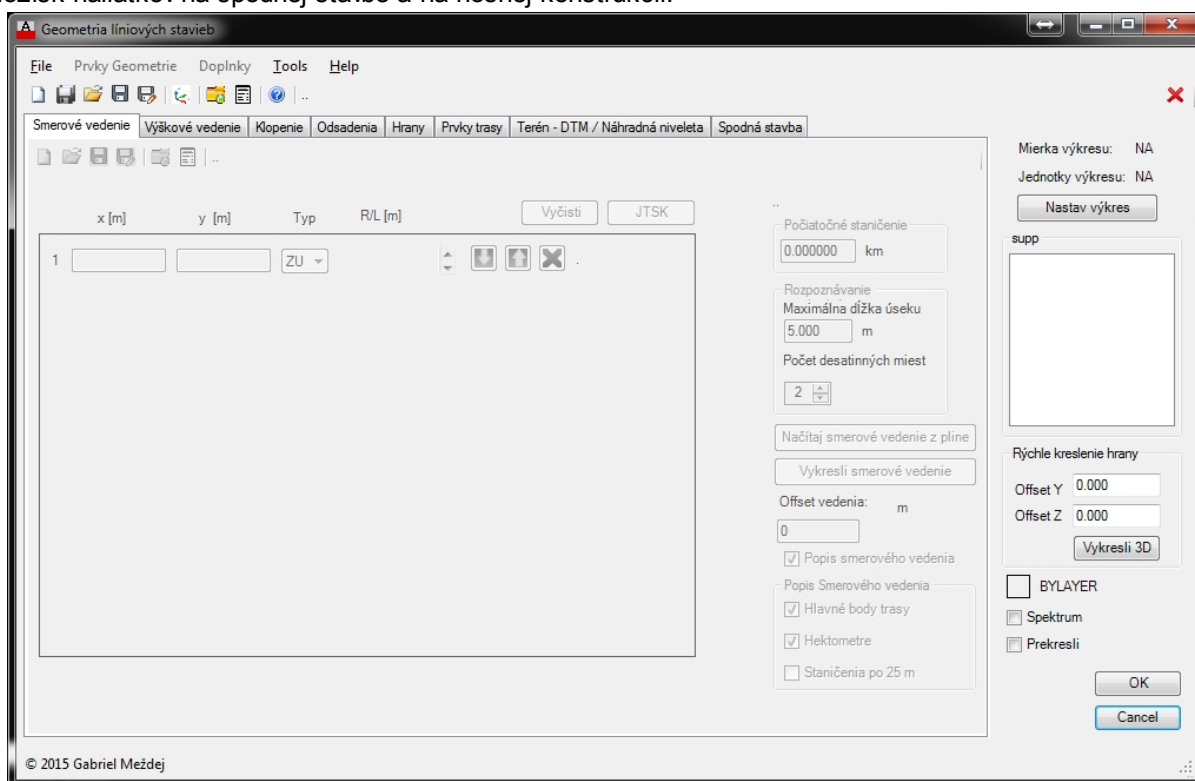 Geometria líniových stavieb
File Prvky Geometrie Doplnky Tools Help
..
Smerové vedenie Výškové vedenie Klopenie Odsadenia Hrany Prvky trasy Terén - DTM / Náhradná niveleta Spodná stavba
..
x [m] y [m] Typ R/L [m] Vyčisti JTSK
1 ZU .
..
Počiatočné staničenie
0.000000 km
Rozpoznávanie
Maximálna dĺžka úseku
5.000 m
Počet desatinných miest
2
Načítaj smerové vedenie z pline
Vykresli smerové vedenie
Offset vedenia: m
0
Popis smerového vedenia
Popis Smerového vedenia
Hlavné body trasy
Hektometre
Staničenia po 25 m
Mierka výkresu: NA
Jednotky výkresu: NA
Nastav výkres
supp
Rýchle kreslenie hrany
Offset Y 0.000
Offset Z 0.000
Vykresli 3D
BYLAYER
Spektrum
Prekresli
OK
Cancel
© 2015 Gabriel Meždej